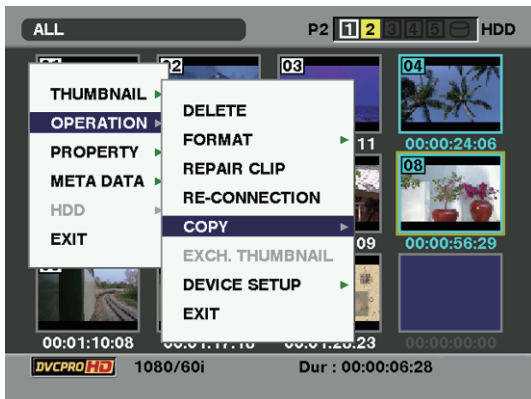 ALL
P2 1 2 3 4 5 HDD
02
03
04
THUMBNAIL
OPERATION
PROPERTY
META DATA
HDD
EXIT
DELETE
FORMAT
REPAIR CLIP
RE-CONNECTION
COPY
EXCH. THUMBNAIL
DEVICE SETUP
EXIT
11
00:00:24:06
08
09
00:00:56:29
00:01:10:08
00:00:00:00
DVCPRO HD
1080/60i
Dur : 00:00:06:28